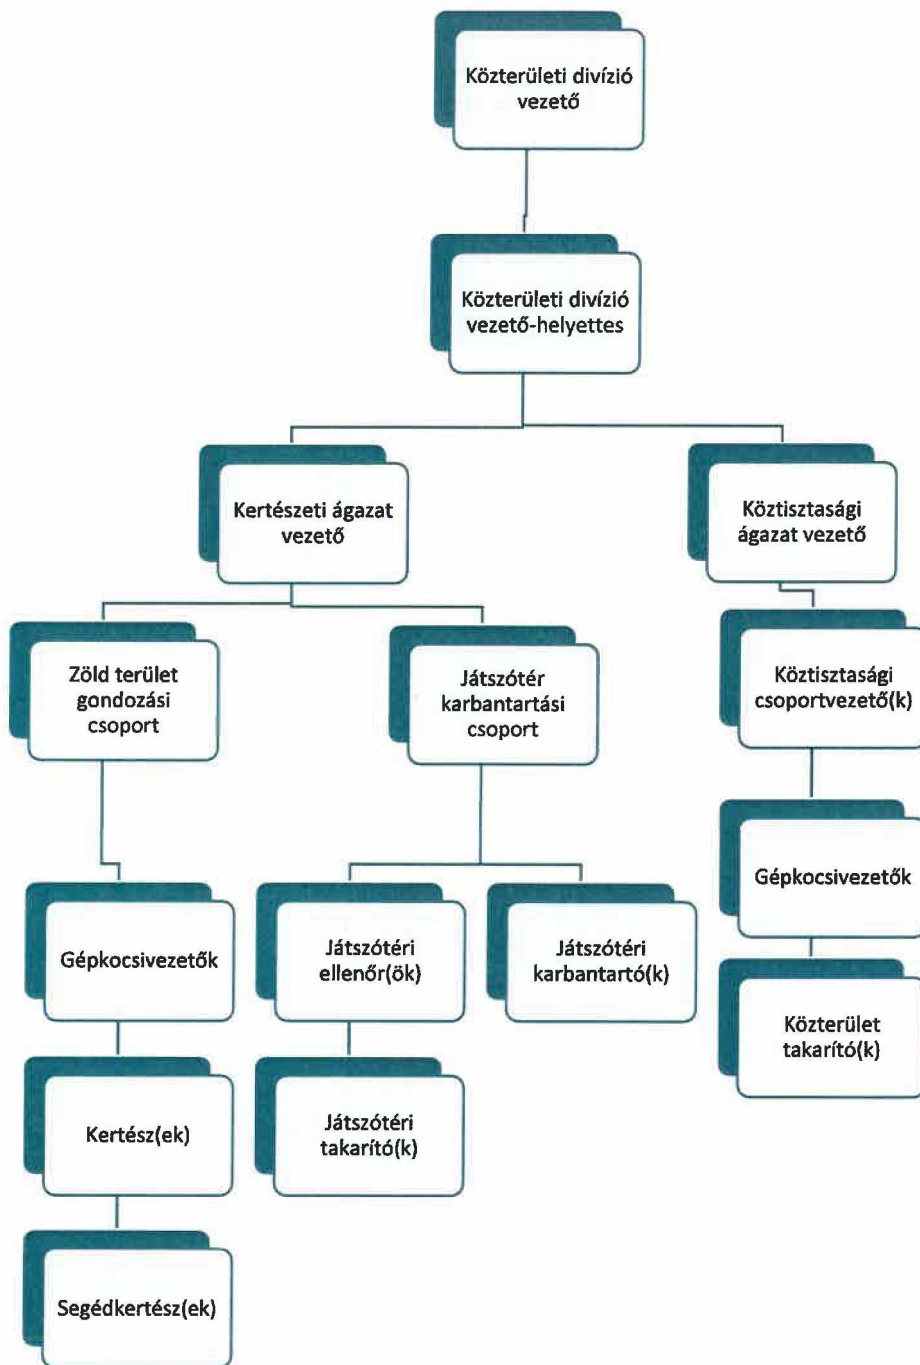 Közterületi divízió
vezető
Közterületi divízió
vezető-helyettes
Kertészeti ágazat
vezető
Köztisztasági
ágazat vezető
Zöld terület
gondozási
csoport
Játszótér
karbantartási
csoport
Köztisztasági
csoportvezető(k)
Gépkocsivezetők
Gépkocsivezetők
Játszótéri
ellenőr(ök)
Játszótéri
karbantartó(k)
Közterület
takarító(k)
Kertész(ek)
Játszótéri
takarító(k)
Segédkertész(ek)